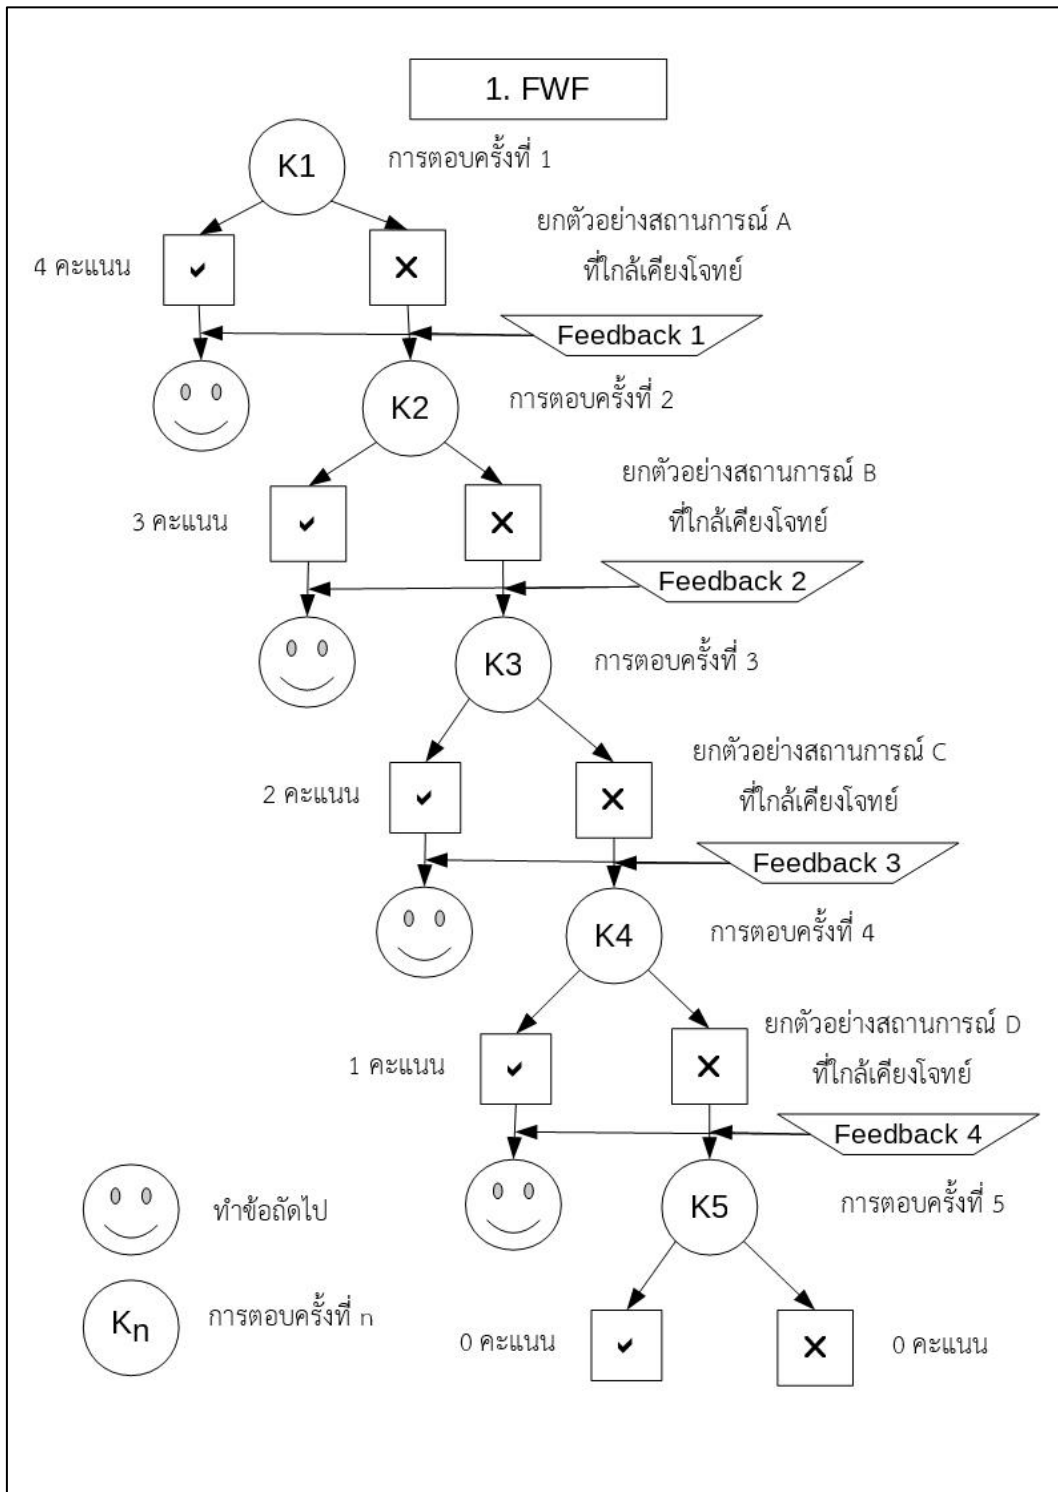 1. FWF
K1
การตอบครั้งที่ 1
ยกตัวอย่างสถานการณ์ A
ที่ใกล้เคียงโจทย์
4 คะแนน
Feedback 1
K2
การตอบครั้งที่ 2
ยกตัวอย่างสถานการณ์ B
ที่ใกล้เคียงโจทย์
3 คะแนน
Feedback 2
K3
การตอบครั้งที่ 3
ยกตัวอย่างสถานการณ์ C
ที่ใกล้เคียงโจทย์
2 คะแนน
Feedback 3
K4
การตอบครั้งที่ 4
ยกตัวอย่างสถานการณ์ D
ที่ใกล้เคียงโจทย์
1 คะแนน
Feedback 4
K5
การตอบครั้งที่ 5
ทำข้อถัดไป
Kn
การตอบครั้งที่ n
0 คะแนน
0 คะแนน